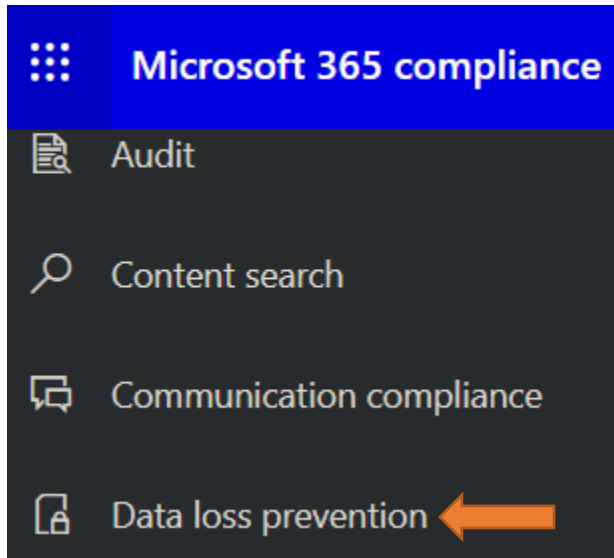 Microsoft 365 compliance
Audit
Content search
Communication compliance
Data loss prevention